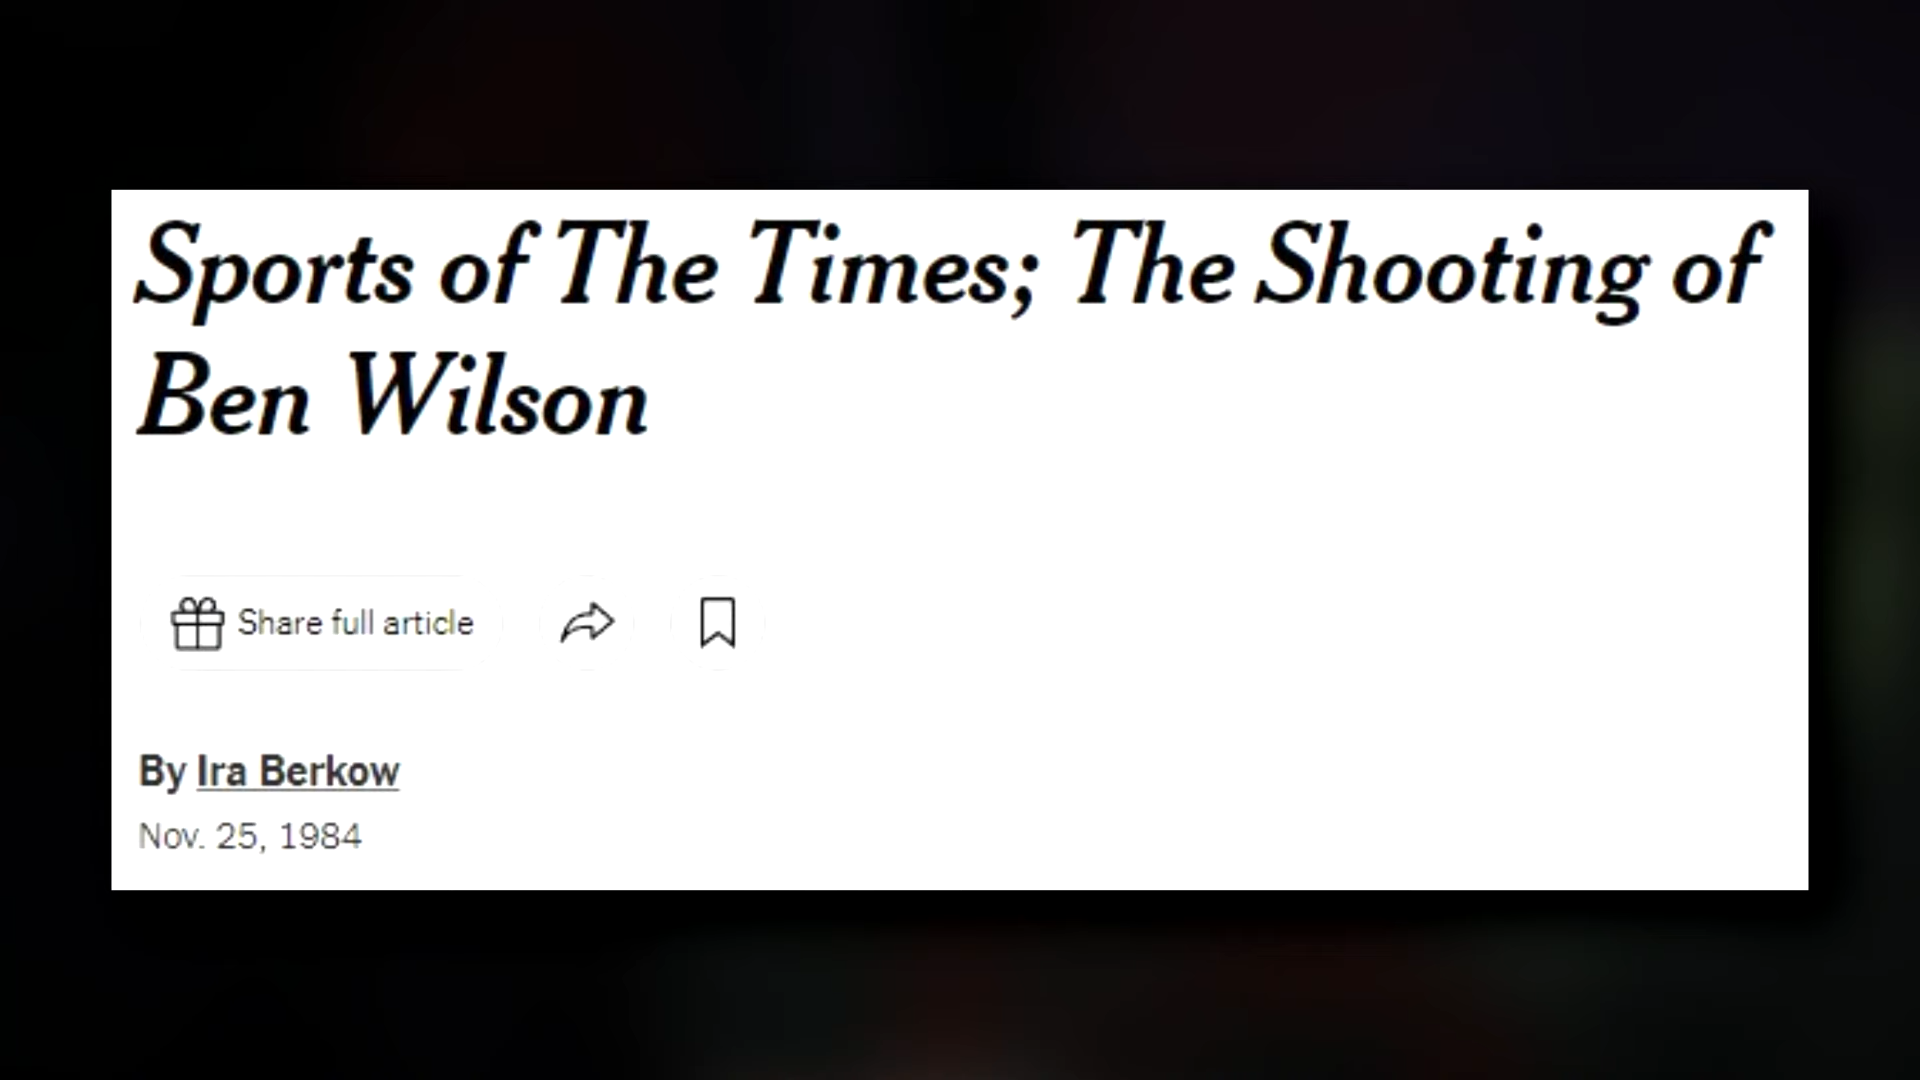 Sports of The Times; The Shooting of
Ben Wilson
Share full article
By Ira Berkow
Nov. 25, 1984